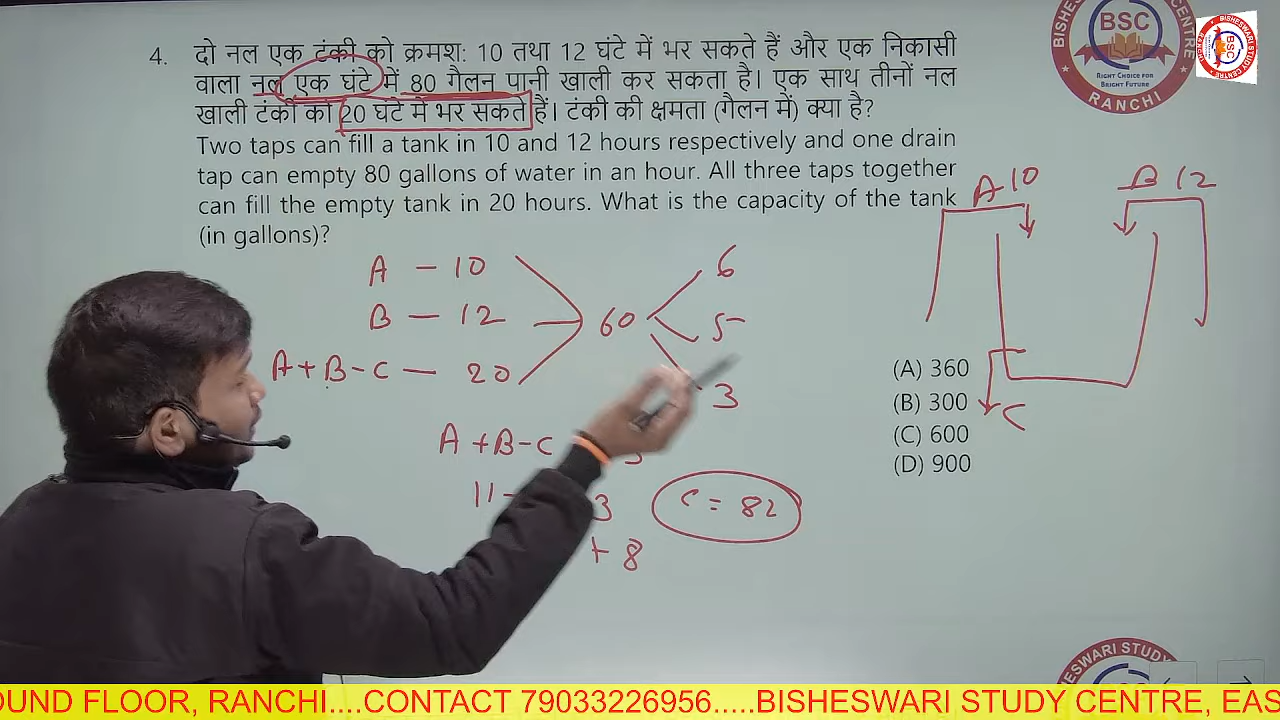 4. दो नल एक टंकी को क्रमश: 10 तथा 12 घंटे में भर सकते हैं और एक निकासी
वाला नल एक घंटे में 80 गैलन पानी खाली कर सकता है। एक साथ तीनों नल
खाली टंकी को 20 घंटे में भर सकते हैं। टंकी की क्षमता (गैलन में) क्या है?
Two taps can fill a tank in 10 and 12 hours respectively and one drain
tap can empty 80 gallons of water in an hour. All three taps together
can fill the empty tank in 20 hours. What is the capacity of the tank
(in gallons)?
A 10
B 12
A - 10
B - 12
A+B-C - 20
60
6
5
3
(A) 360
(B) 300
(C) 600
(D) 900
C
A+B-C
11-
3
+ 8
C = 82
BSC
Right Choice for
Bright Future
RANCHI
BSC
BISHESWARI STUDY CENTRE
OUND FLOOR, RANCHI....CONTACT 79033226956.....BISHESWARI STUDY CENTRE, EAS